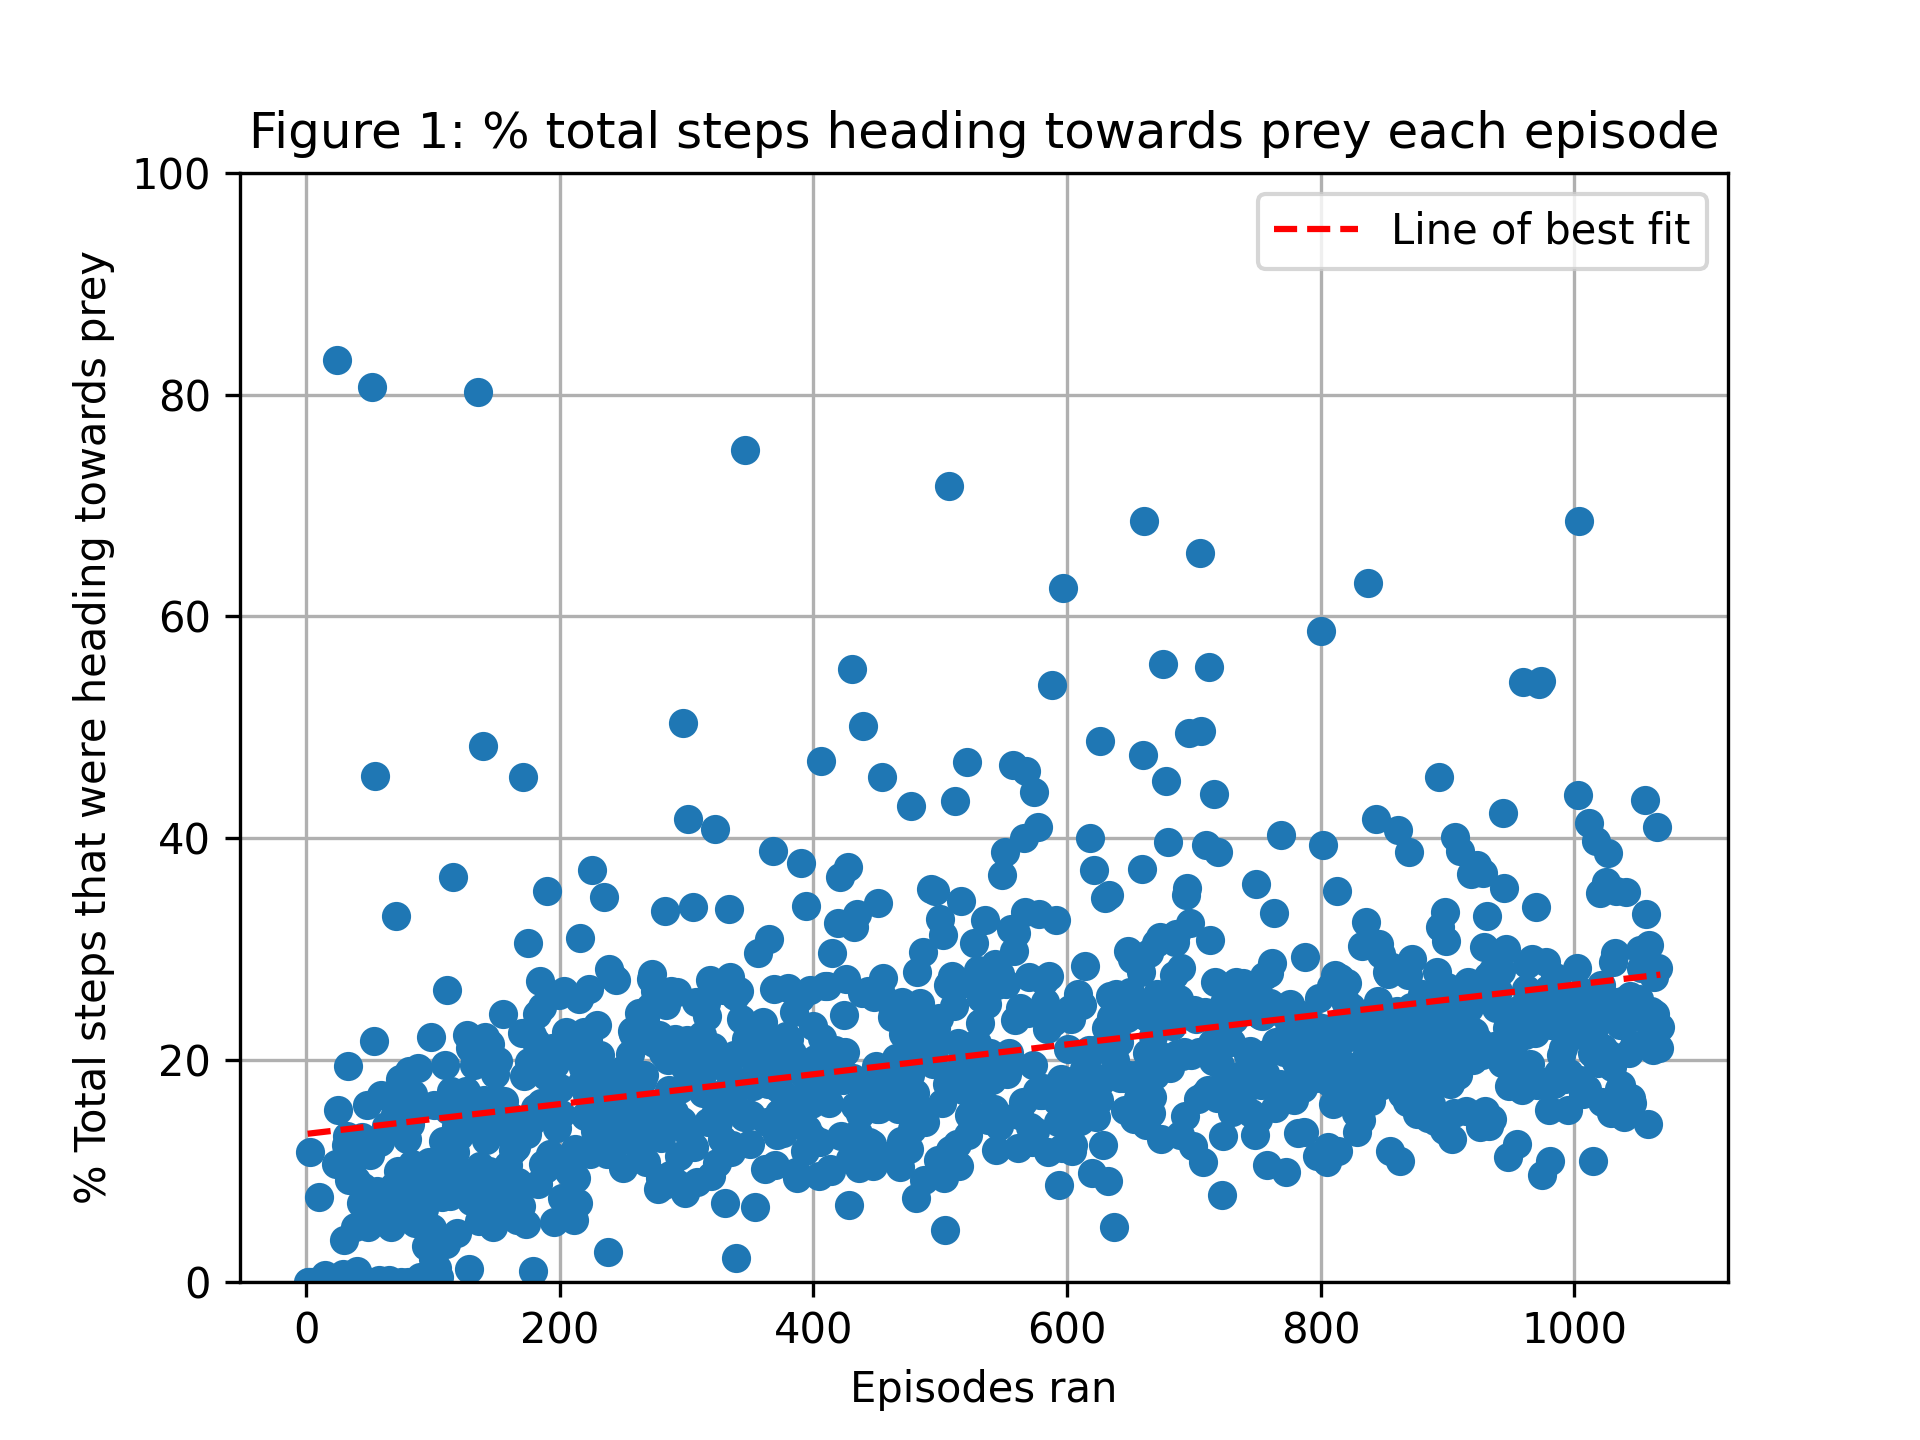 Figure 1: % total steps heading towards prey each episode
Line of best fit
% Total steps that were heading towards prey
100
80
60
40
20
0
0 200 400 600 800 1000
Episodes ran